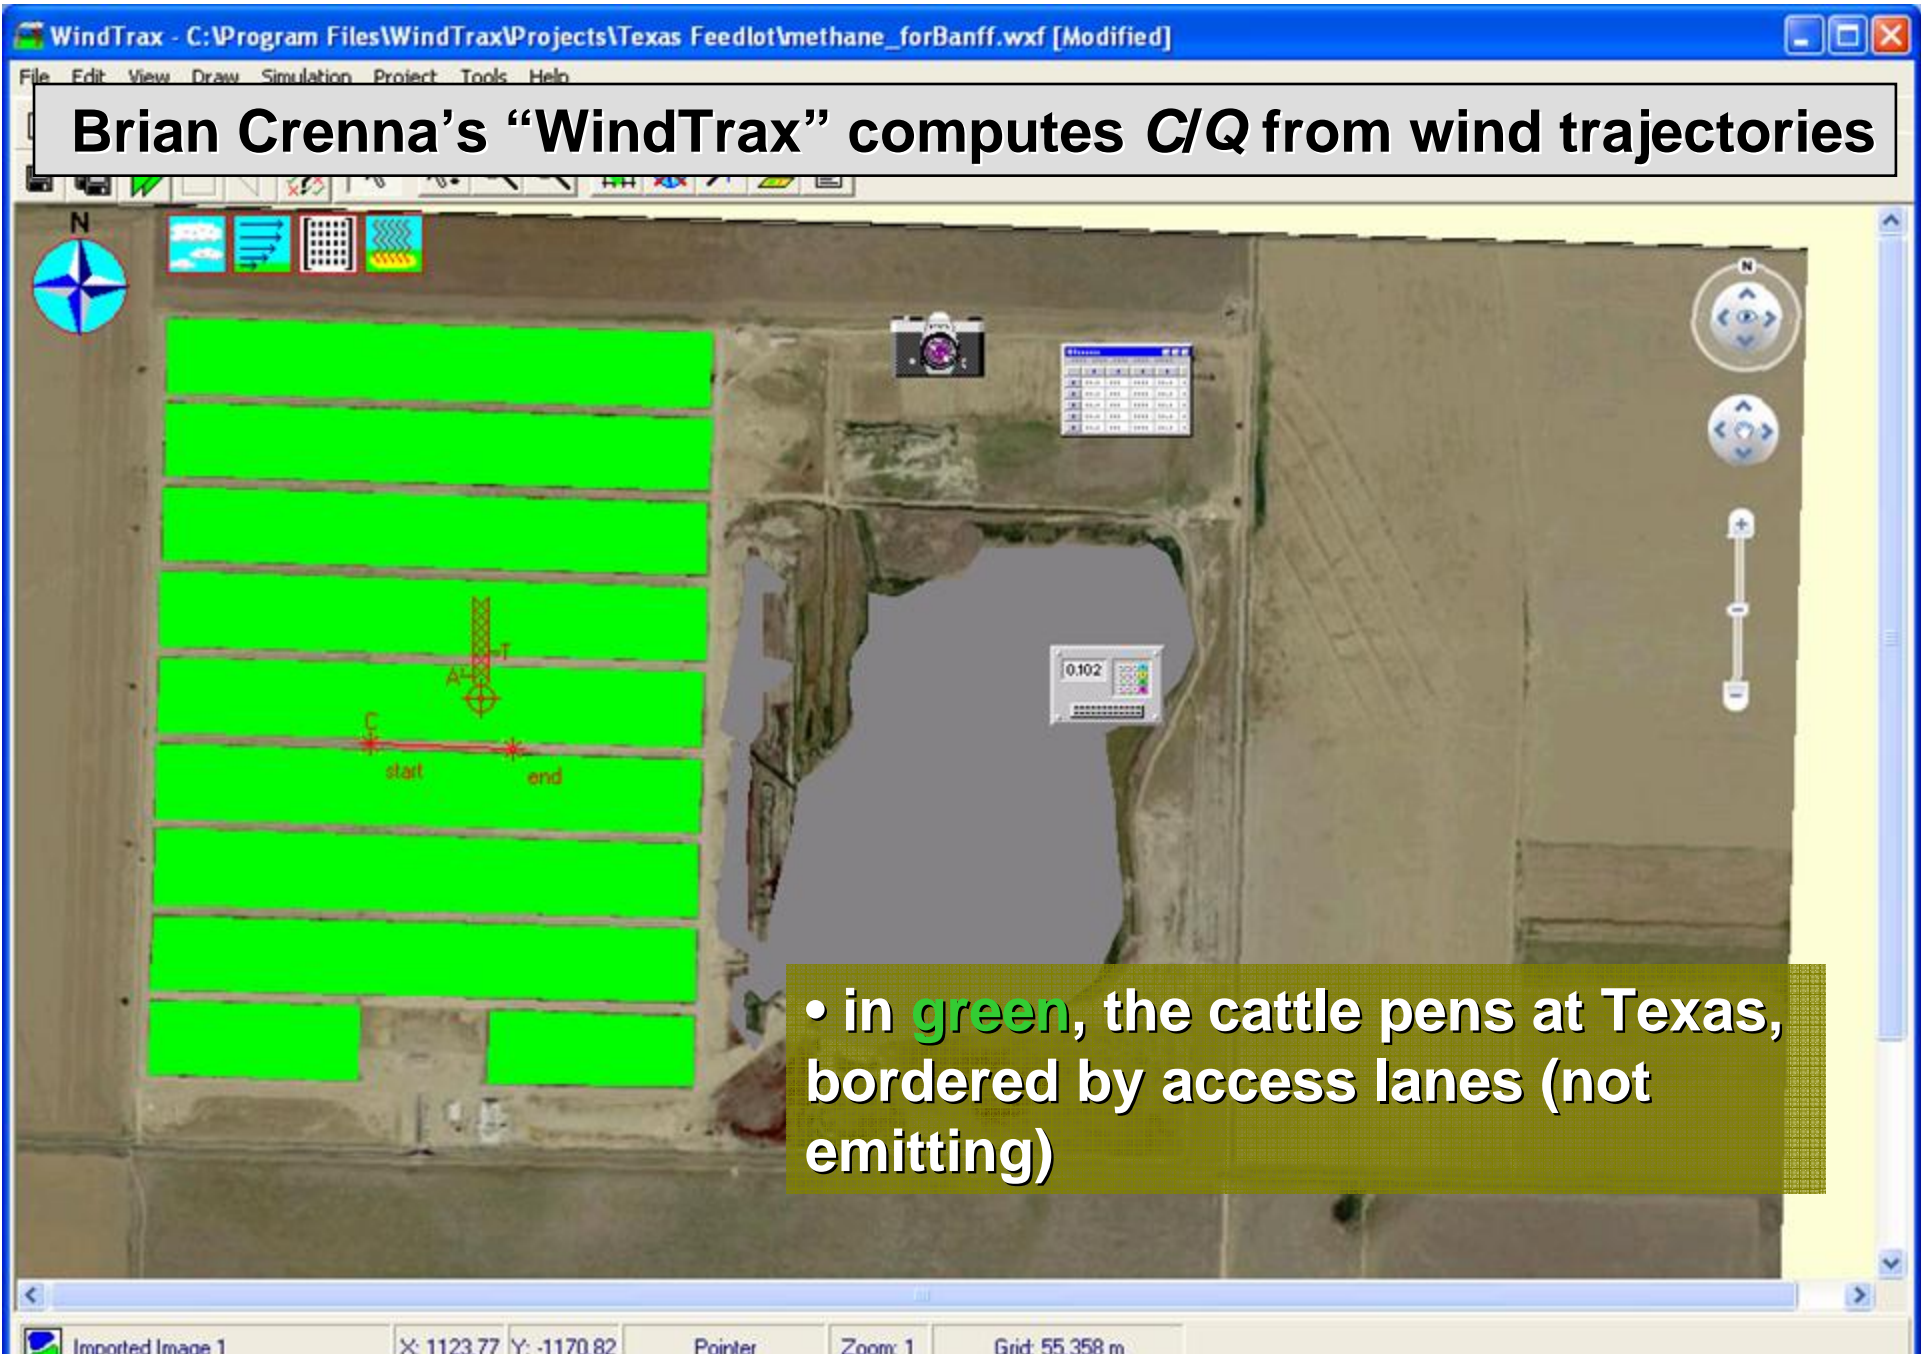 WindTrax - C:\Program Files\WindTrax\Projects\Texas Feedlot\methane_forBanff.wxf [Modified]
File Edit View Draw Simulation Project Tools Help
Brian Crenna's “WindTrax” computes C/Q from wind trajectories
N
N
0.102
T
A
C
start
end
• in green, the cattle pens at Texas,
bordered by access lanes (not
emitting)
Imported Image 1 X: 1123.77 Y: -1170.82 Pointer Zoom: 1 Grid: 55.358 m